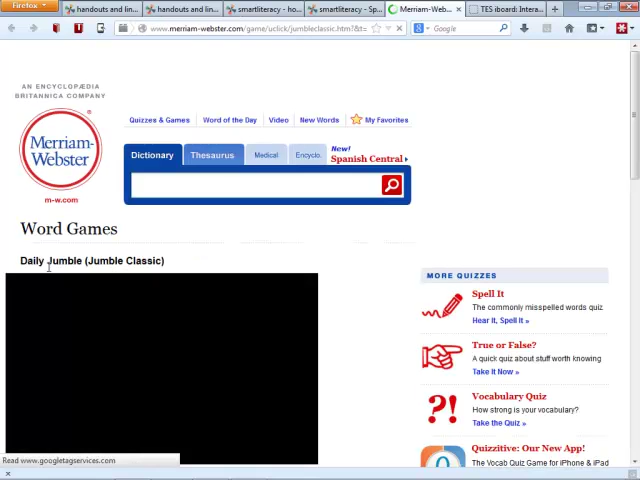 Firefox
handouts and lin...
handouts and lin...
smartliteracy - ho...
smartliteracy - Sp...
Merriam-Web...
TES iboard: Intera...
www.merriam-webster.com/game/uclick/jumbleclassic.htm?&t=
Google
AN ENCYCLOPÆDIA
BRITANNICA COMPANY
Merriam-
Webster
®
m-w.com
Quizzes & Games
Word of the Day
Video
New Words
My Favorites
Dictionary
Thesaurus
Medical
Encyclo.
New!
Spanish Central
Word Games
Daily Jumble (Jumble Classic)
MORE QUIZZES
Spell It
The commonly misspelled words quiz
Hear It, Spell It »
True or False?
A quick quiz about stuff worth knowing
Take It Now »
Vocabulary Quiz
How strong is your vocabulary?
Take the Quiz »
Quizzitive: Our New App!
The Vocab Quiz Game for iPhone & iPad
Read www.googletagservices.com